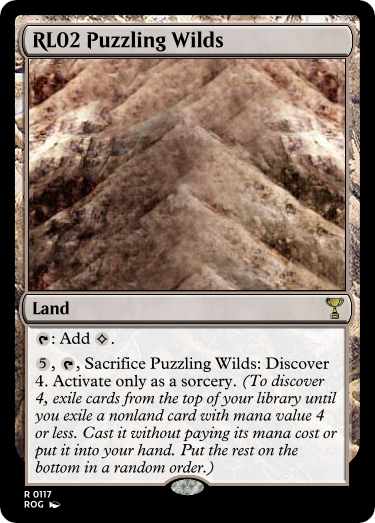 RL02 Puzzling Wilds
Land
: Add .
5, , Sacrifice Puzzling Wilds: Discover
4. Activate only as a sorcery. (To discover
4, exile cards from the top of your library until
you exile a nonland card with mana value 4
or less. Cast it without paying its mana cost or
put it into your hand. Put the rest on the
bottom in a random order.)
R 0117
ROG